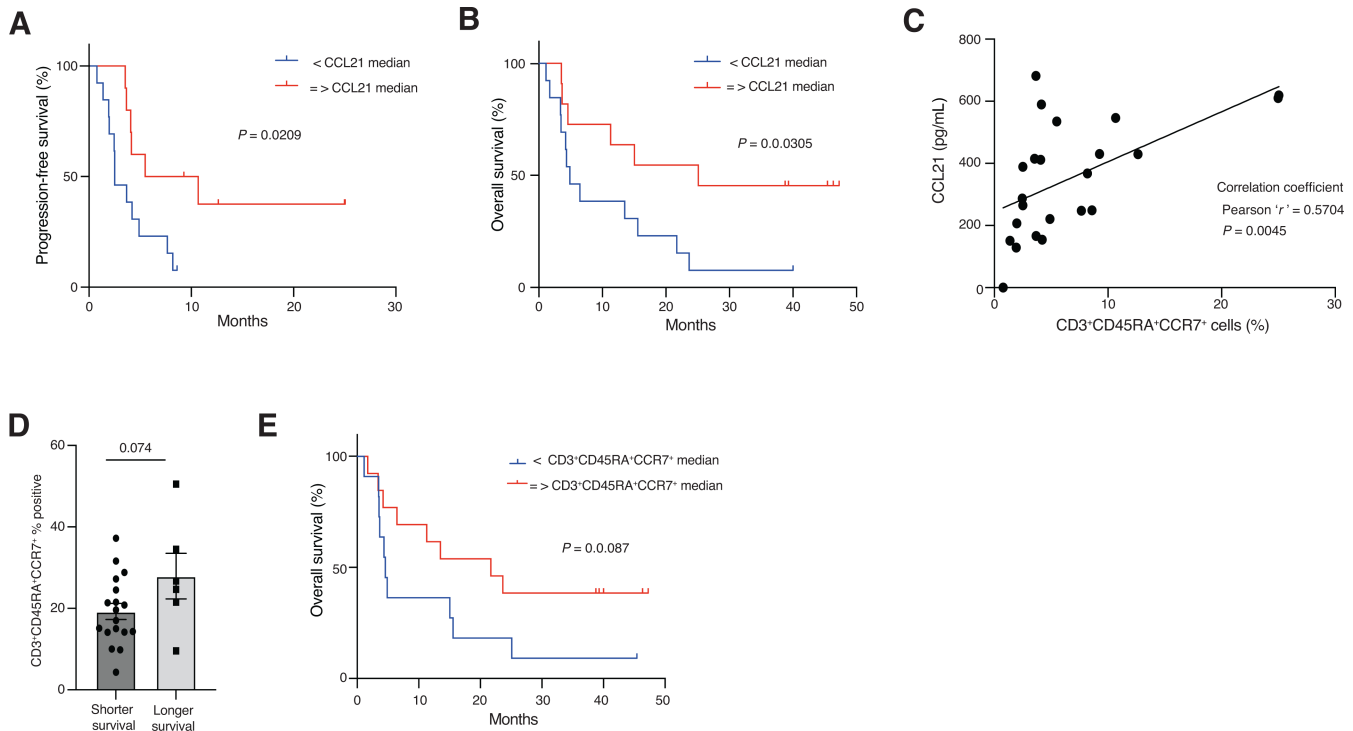 A
Progression-free survival (%)
100
50
0
0
10
20
30
Months
< CCL21 median
= > CCL21 median
P = 0.0209
B
Overall survival (%)
100
50
0
0
10
20
30
40
50
Months
< CCL21 median
= > CCL21 median
P = 0.0.0305
C
CCL21 (pg/mL)
800
600
400
200
0
0
10
20
30
CD3⁺CD45RA⁺CCR7⁺ cells (%)
Correlation coefficient
Pearson ‘r’ = 0.5704
P = 0.0045
D
CD3⁺CD45RA⁺CCR7⁺ % positive
60
40
20
0
0.074
Shorter
survival
Longer
survival
E
Overall survival (%)
100
50
0
0
10
20
30
40
50
Months
< CD3⁺CD45RA⁺CCR7⁺ median
= > CD3⁺CD45RA⁺CCR7⁺ median
P = 0.0.087